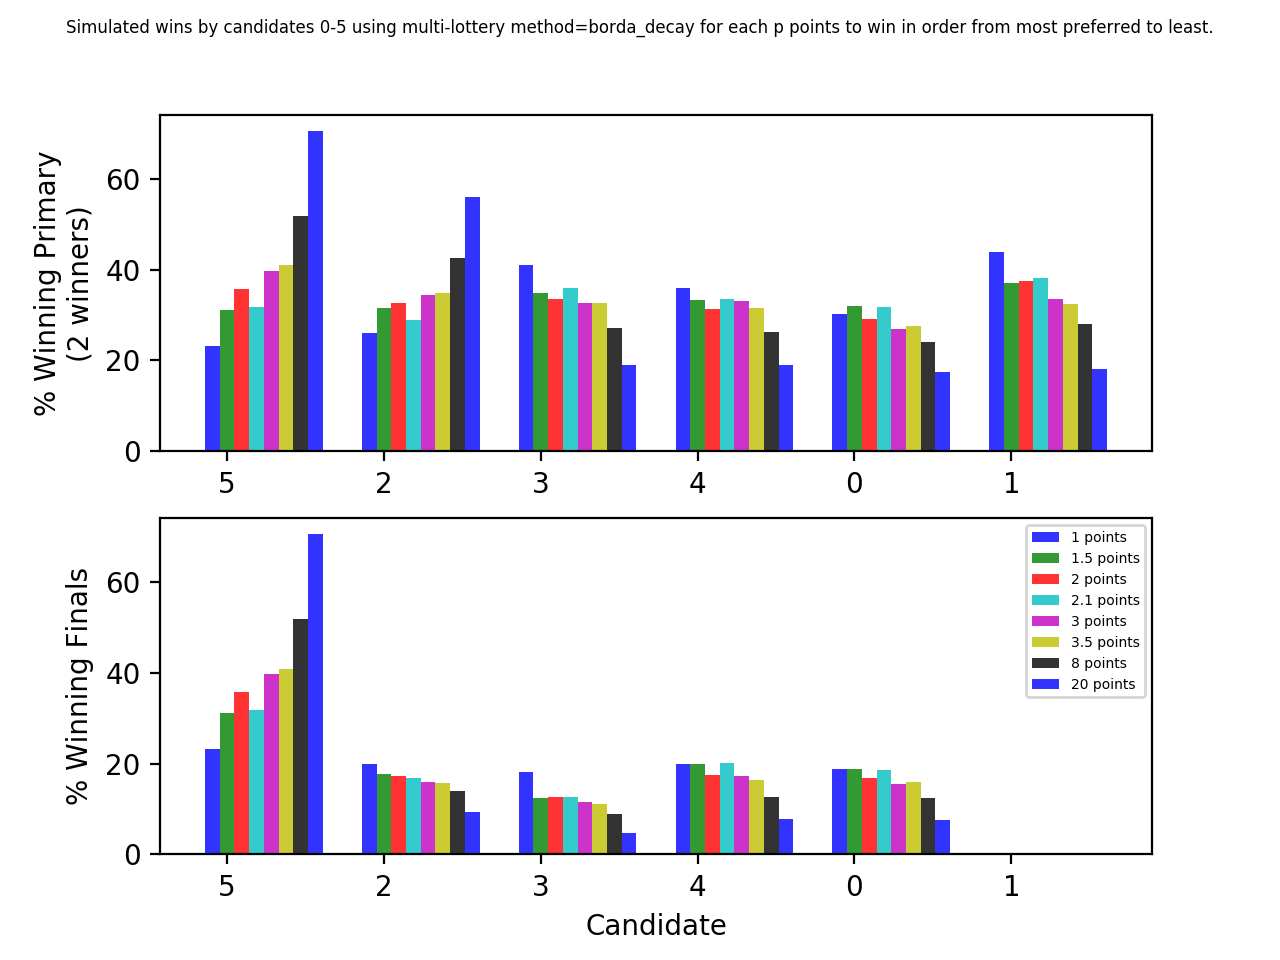 Simulated wins by candidates 0-5 using multi-lottery method=borda_decay for each p points to win in order from most preferred to least.
% Winning Primary
(2 winners)
60
40
20
0
5 2 3 4 0 1
% Winning Finals
60
40
20
0
1 points
1.5 points
2 points
2.1 points
3 points
3.5 points
8 points
20 points
5 2 3 4 0 1
Candidate